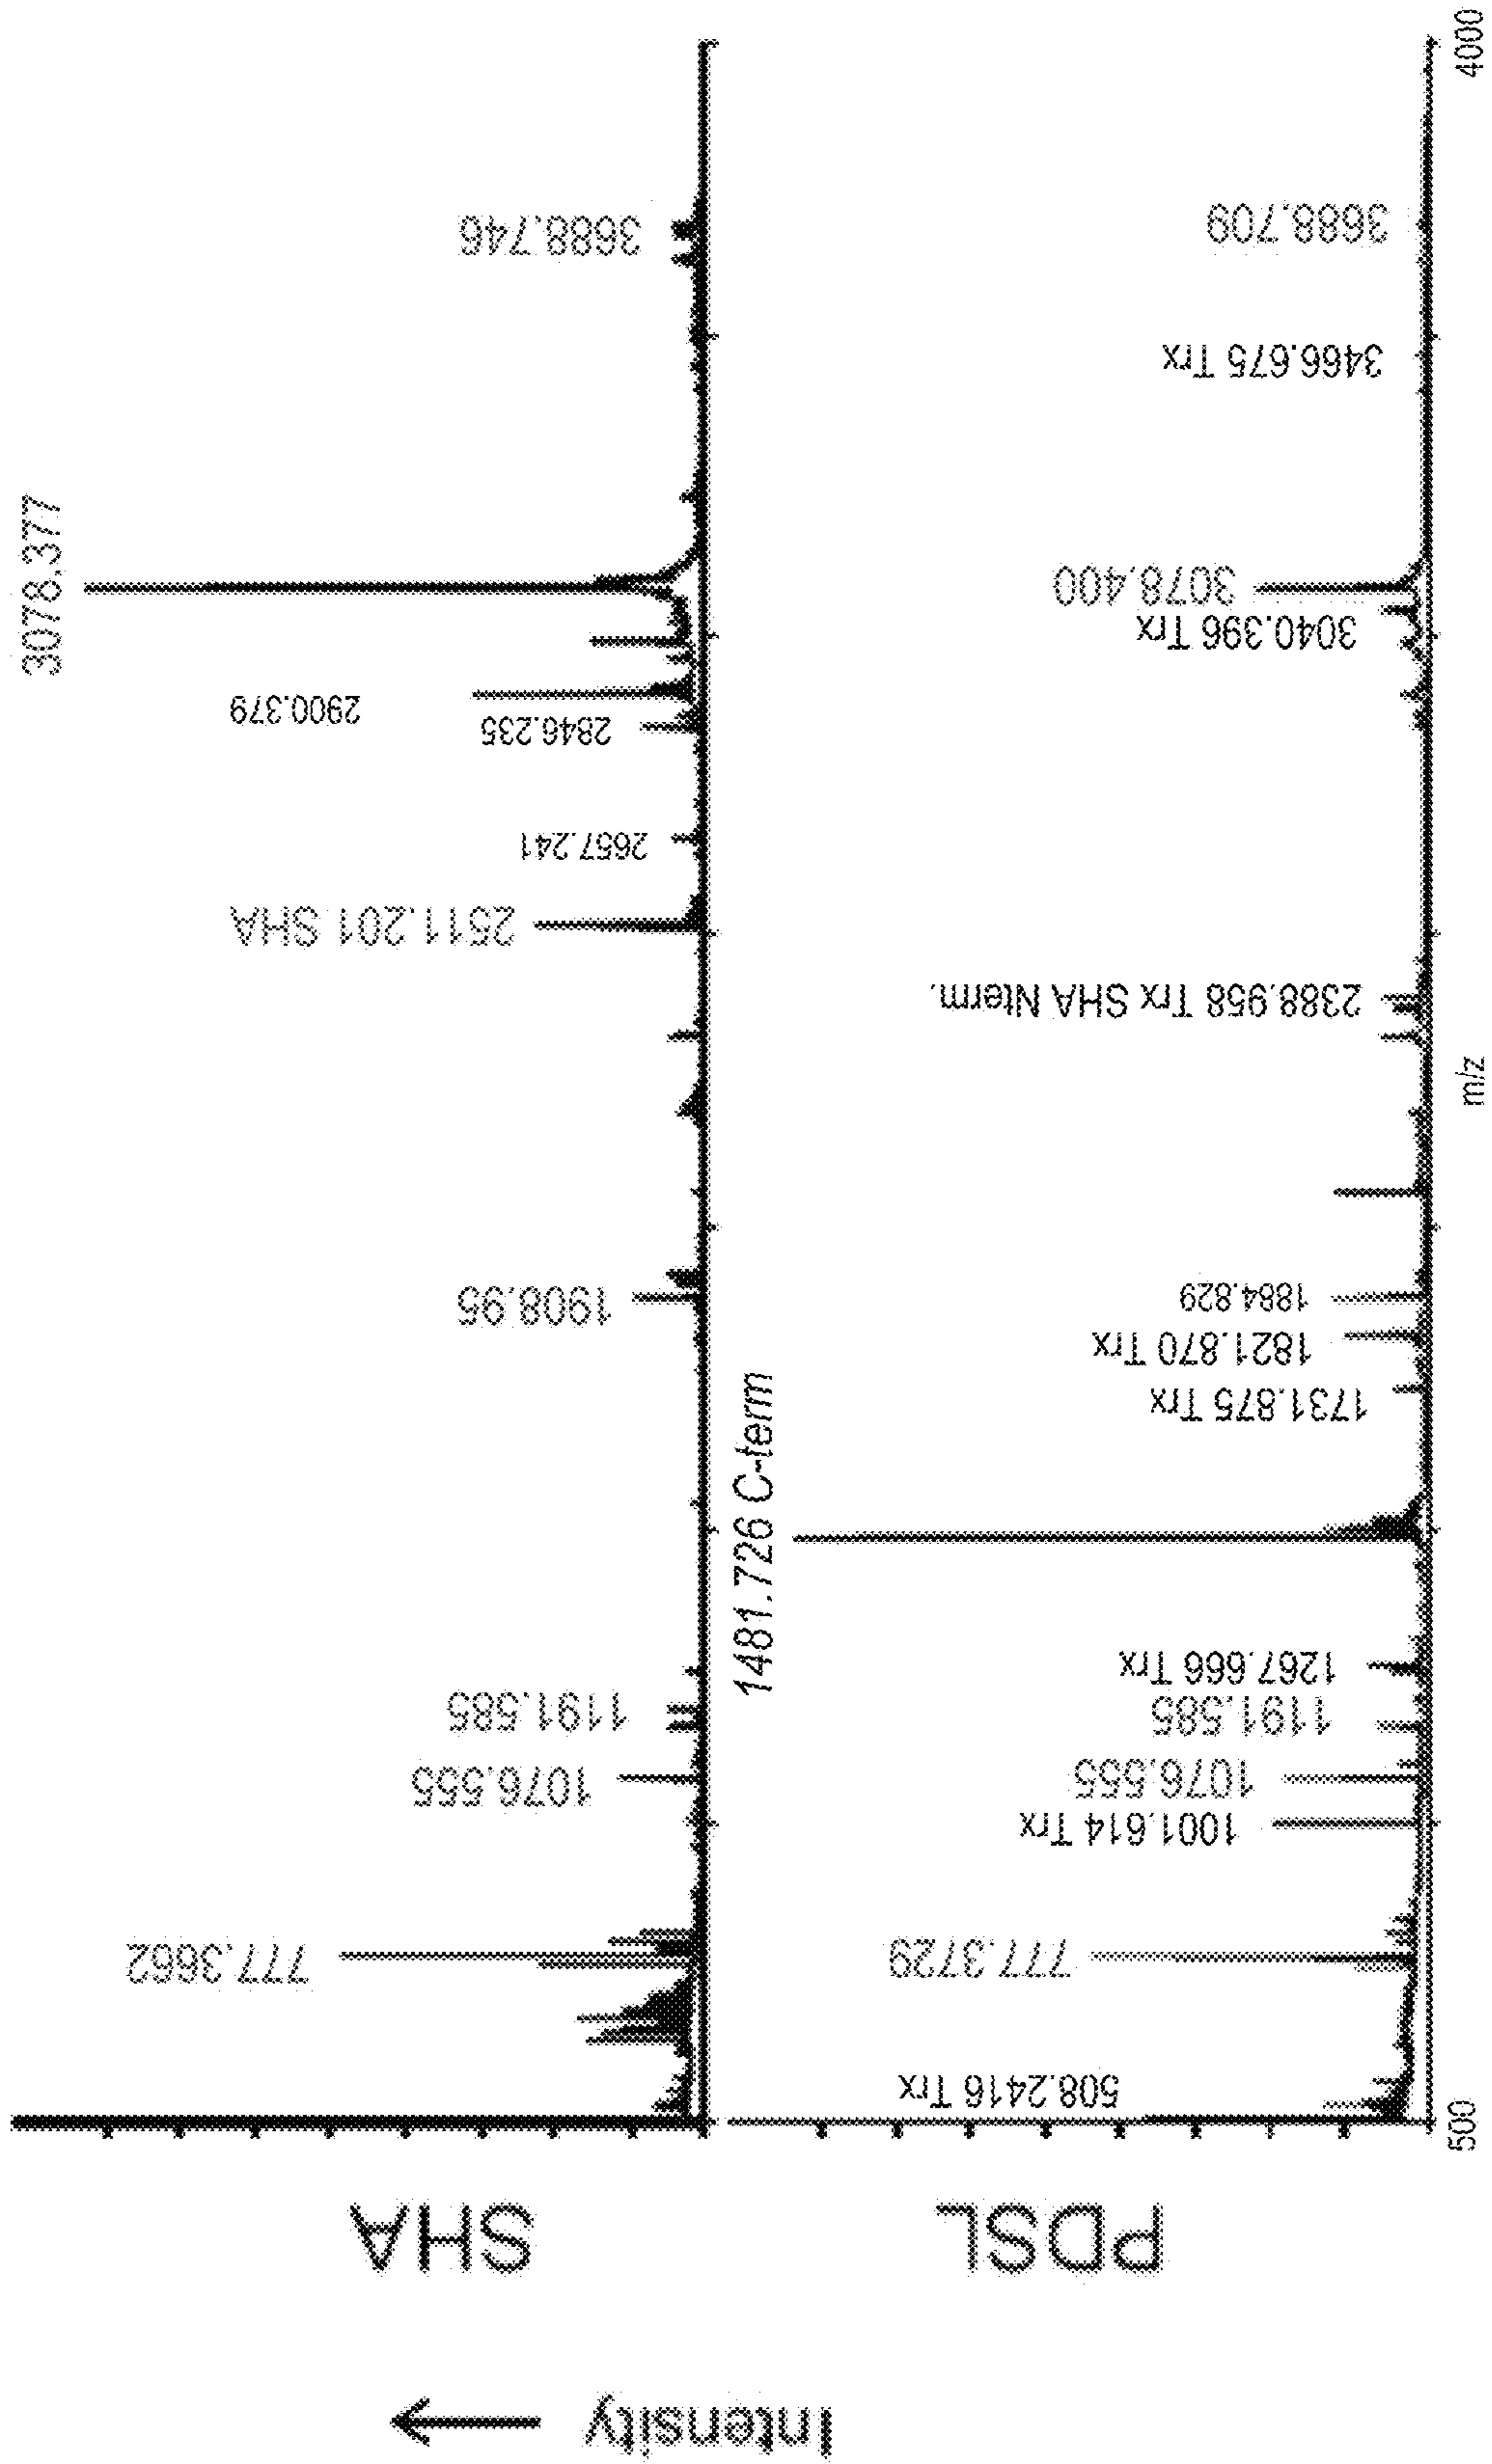 Intensity
SHA
777.3662
1076.555
1191.585
1908.95
2511.201 SHA
2657.241
2846.235
2900.379
3078.377
3688.746
PDSL
508.2416 Trx
777.3729
1001.614 Trx
1076.555
1191.585
1267.666 Trx
1481.726 C-term
1731.875 Trx
1821.870 Trx
1884.829
2388.958 Trx SHA Nterm.
3040.396 Trx
3078.400
3466.675 Trx
3688.709
500
m/z
4000